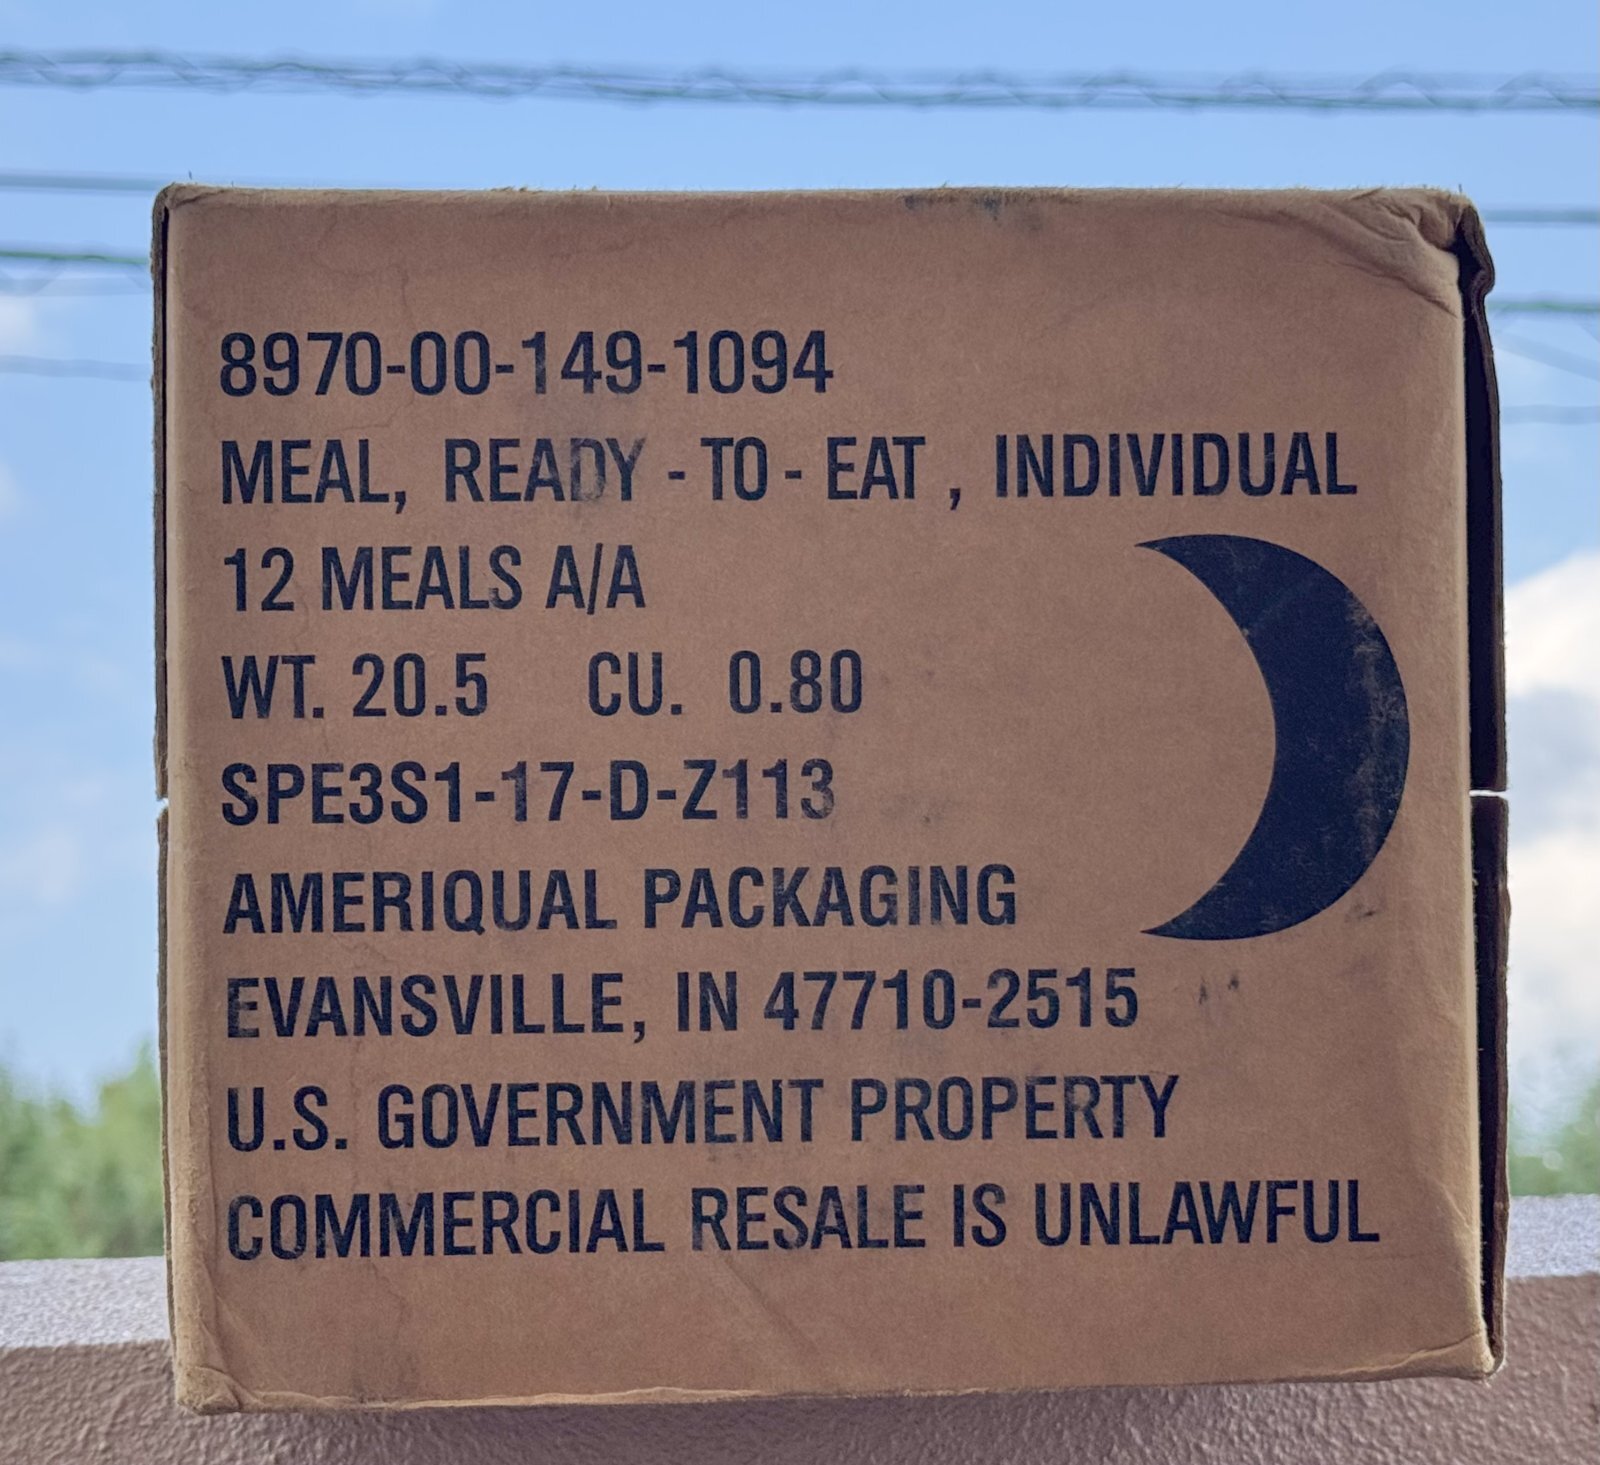 8970-00-149-1094
MEAL, READY - TO - EAT , INDIVIDUAL
12 MEALS A/A
WT. 20.5 CU. 0.80
SPE3S1-17-D-Z113
AMERIQUAL PACKAGING
EVANSVILLE, IN 47710-2515
U.S. GOVERNMENT PROPERTY
COMMERCIAL RESALE IS UNLAWFUL